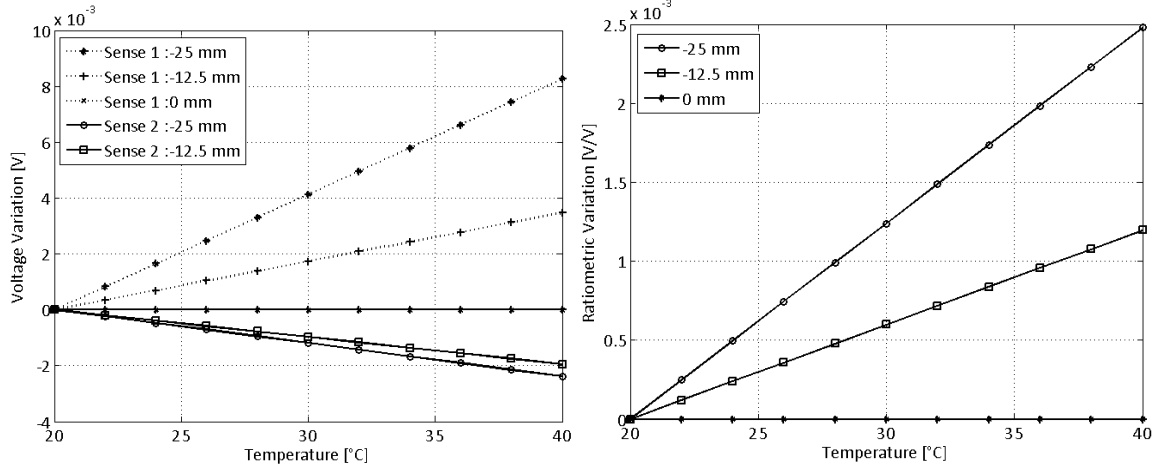 x 10⁻³
10
8
6
4
2
0
-2
-4
Voltage Variation [V]
Sense 1 :-25 mm
Sense 1 :-12.5 mm
Sense 1 :0 mm
Sense 2 :-25 mm
Sense 2 :-12.5 mm
20 25 30 35 40
Temperature [°C]
x 10⁻³
2.5
2
1.5
1
0.5
0
Ratiometric Variation [V/V]
-25 mm
-12.5 mm
0 mm
20 25 30 35 40
Temperature [°C]